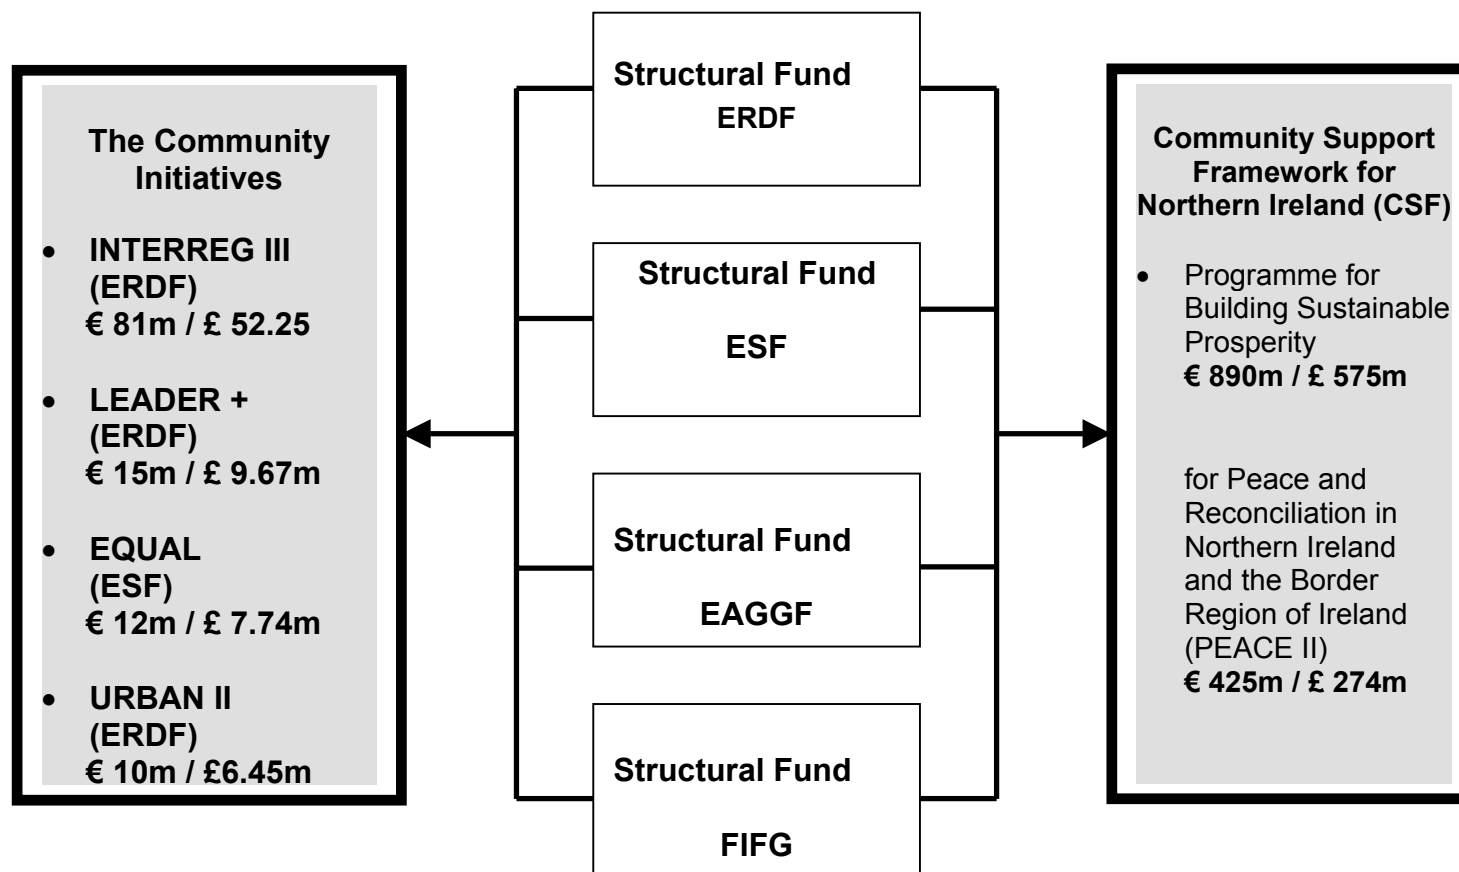 The Community
Initiatives
• INTERREG III
(ERDF)
€ 81m / £ 52.25
• LEADER +
(ERDF)
€ 15m / £ 9.67m
• EQUAL
(ESF)
€ 12m / £ 7.74m
• URBAN II
(ERDF)
€ 10m / £6.45m
Structural Fund
ERDF
Structural Fund
ESF
Structural Fund
EAGGF
Structural Fund
FIFG
Community Support
Framework for
Northern Ireland (CSF)
• Programme for
Building Sustainable
Prosperity
€ 890m / £ 575m
for Peace and
Reconciliation in
Northern Ireland
and the Border
Region of Ireland
(PEACE II)
€ 425m / £ 274m